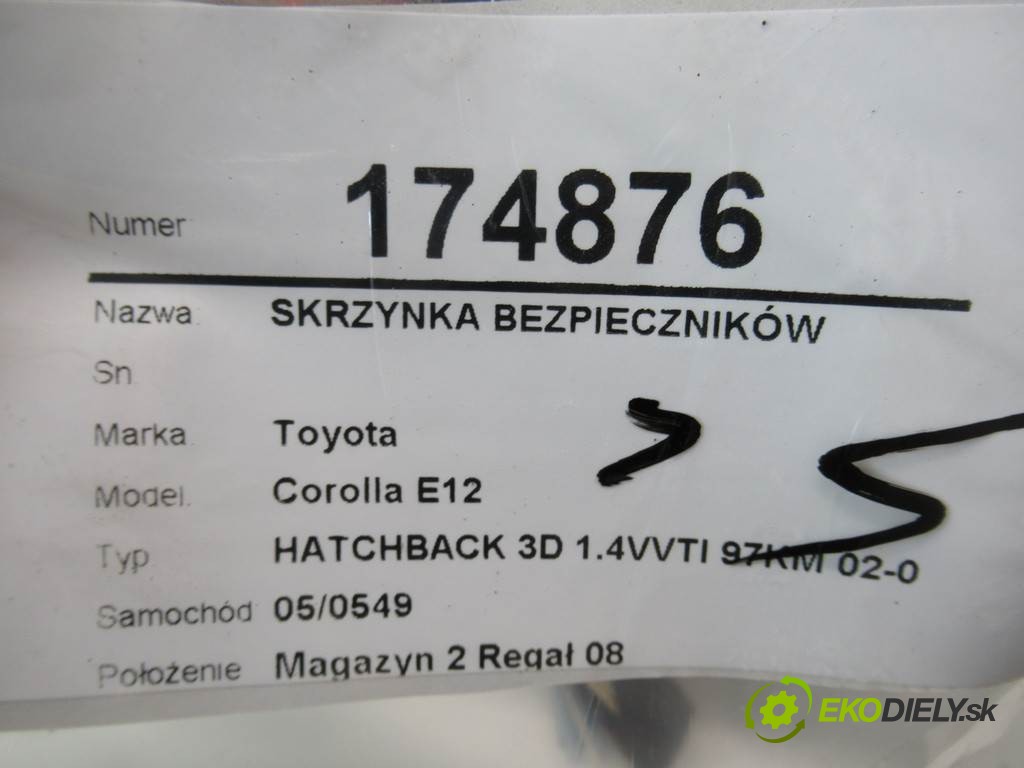 Numer 174876
Nazwa SKRZYNKA BEZPIECZNIKÓW
Sn
Marka Toyota
Model. Corolla E12
Typ HATCHBACK 3D 1.4VVTI 97KM 02-0
Samochód 05/0549
Położenie Magazyn 2 Regał 08
EKODIELY.sk